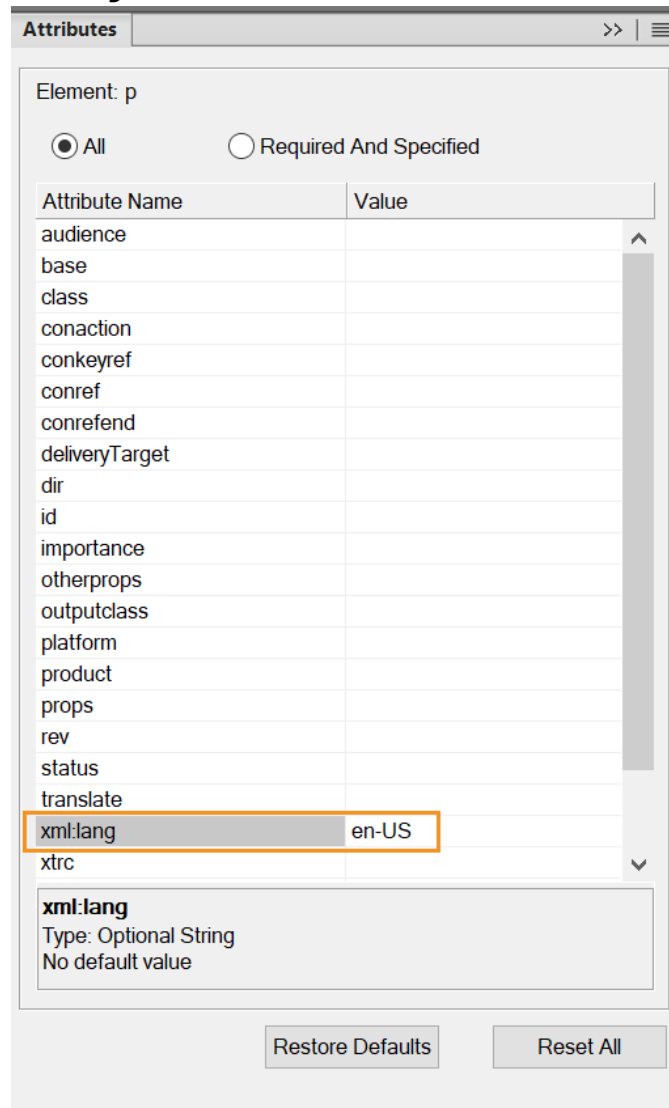 Attributes >>
Element: p
All Required And Specified
Attribute Name Value
audience
base
class
conaction
conkeyref
conref
conrefend
deliveryTarget
dir
id
importance
otherprops
outputclass
platform
product
props
rev
status
translate
xml:lang en-US
xtrc
xml:lang
Type: Optional String
No default value
Restore Defaults Reset All